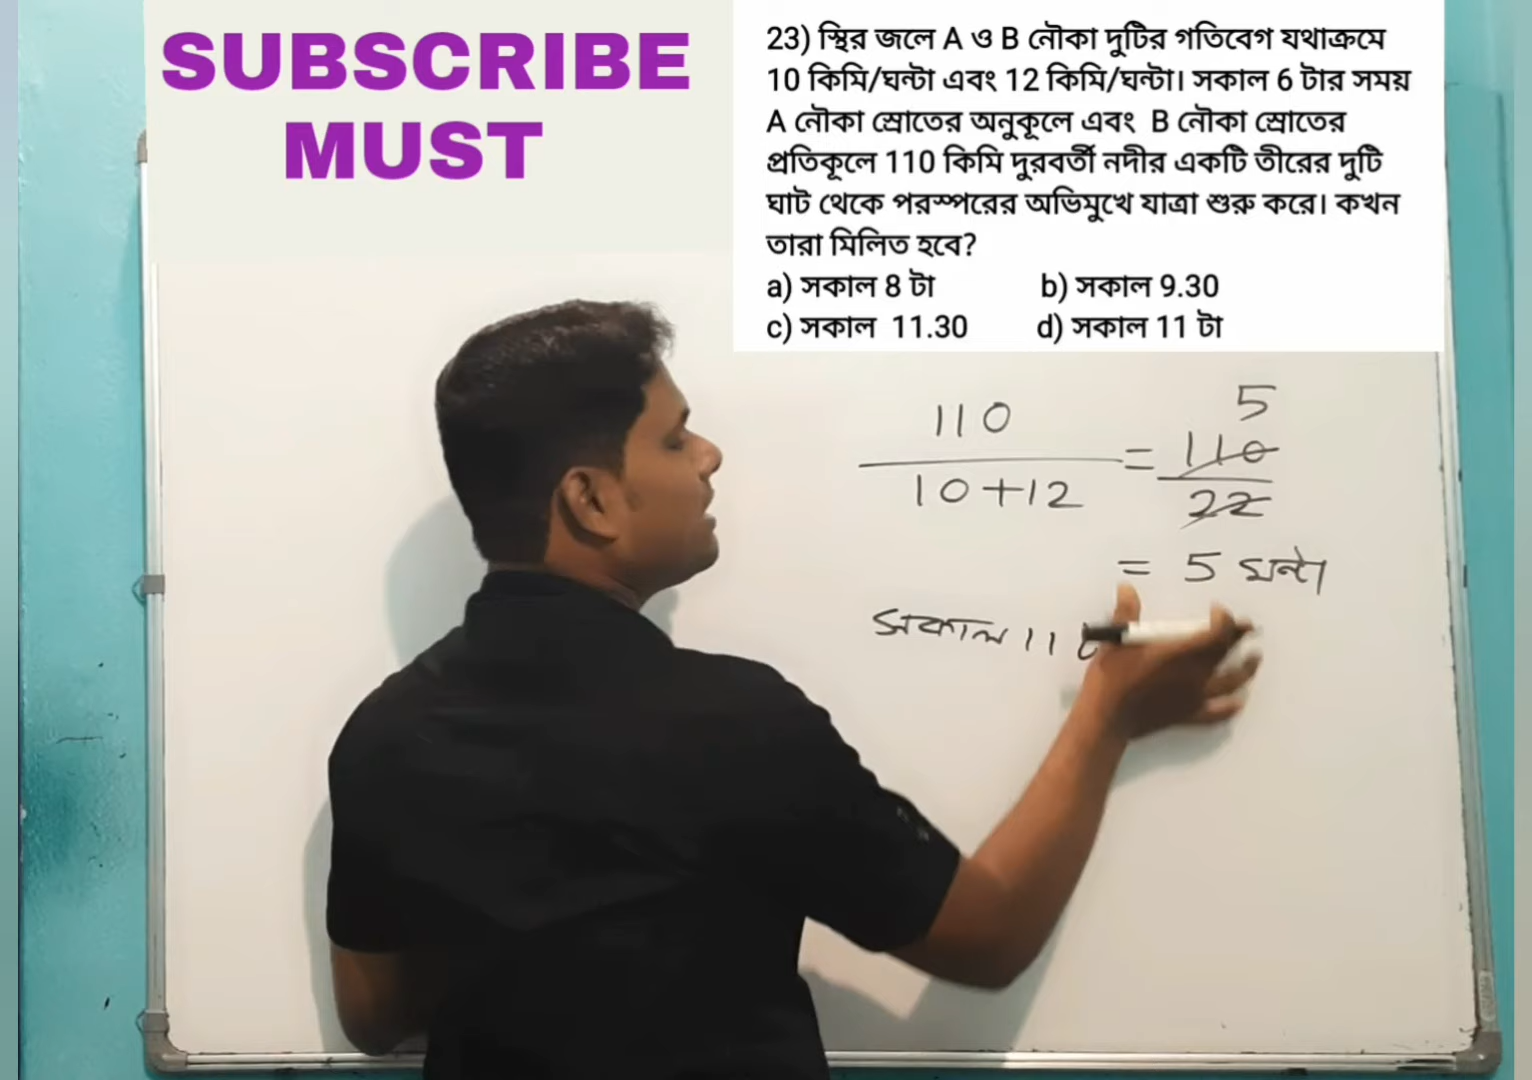 SUBSCRIBE
MUST
23) স্থির জলে A ও B নৌকা দুটির গতিবেগ যথাক্রমে
10 কিমি/ঘন্টা এবং 12 কিমি/ঘন্টা। সকাল 6 টার সময়
A নৌকা স্রোতের অনুকূলে এবং B নৌকা স্রোতের
প্রতিকূলে 110 কিমি দুরবর্তী নদীর একটি তীরের দুটি
ঘাট থেকে পরস্পরের অভিমুখে যাত্রা শুরু করে। কখন
তারা মিলিত হবে?
a) সকাল 8 টা b) সকাল 9.30
c) সকাল 11.30 d) সকাল 11 টা
5
110 = 110
10+12 22
= 5 ঘন্টা
সকাল 11